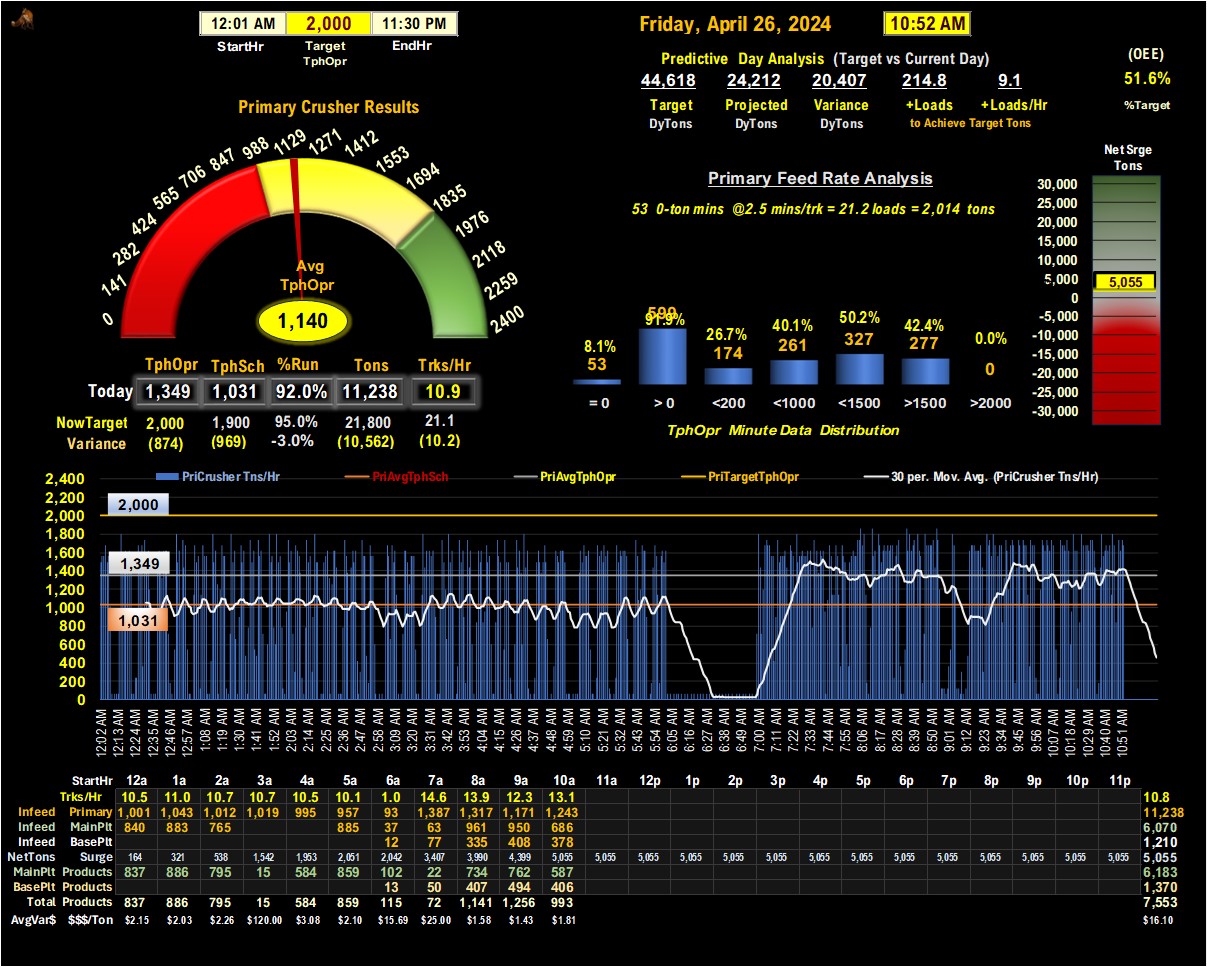 12:01 AM 2,000 11:30 PM
StartHr Target TphOpr EndHr
Friday, April 26, 2024 10:52 AM
Predictive Day Analysis (Target vs Current Day)
44,618 24,212 20,407 214.8 9.1
Target Projected Variance +Loads +Loads/Hr
DyTons DyTons DyTons to Achieve Target Tons
(OEE)
51.6%
%Target
Primary Crusher Results
0 141 282 424 565 706 847 988 1129 1271 1412 1553 1694 1835 1976 2118 2259 2400
Avg
TphOpr
1,140
TphOpr TphSch %Run Tons Trks/Hr
Today 1,349 1,031 92.0% 11,238 10.9
NowTarget 2,000 1,900 95.0% 21,800 21.1
Variance (874) (969) -3.0% (10,562) (10.2)
Primary Feed Rate Analysis
53 0-ton mins @2.5 mins/trk = 21.2 loads = 2,014 tons
8.1% 91.9% 26.7% 40.1% 50.2% 42.4% 0.0%
53 599 174 261 327 277 0
= 0 > 0 <200 <1000 <1500 >1500 >2000
TphOpr Minute Data Distribution
Net Srge
Tons
30,000
25,000
20,000
15,000
10,000
5,000
0
-5,000
-10,000
-15,000
-20,000
-25,000
-30,000
5,055
PriCrusher Tns/Hr PriAvgTphSch PriAvgTphOpr PriTargetTphOpr 30 per. Mov. Avg. (PriCrusher Tns/Hr)
2,400
2,200
2,000
1,800
1,600
1,400
1,200
1,000
800
600
400
200
0
2,000
1,349
1,031
12:02 AM 12:13 AM 12:24 AM 12:35 AM 12:46 AM 12:57 AM 1:08 AM 1:19 AM 1:30 AM 1:41 AM 1:52 AM 2:03 AM 2:14 AM 2:25 AM 2:36 AM 2:47 AM 2:58 AM 3:09 AM 3:20 AM 3:31 AM 3:42 AM 3:53 AM 4:04 AM 4:15 AM 4:26 AM 4:37 AM 4:48 AM 4:59 AM 5:10 AM 5:21 AM 5:32 AM 5:43 AM 5:54 AM 6:05 AM 6:16 AM 6:27 AM 6:38 AM 6:49 AM 7:00 AM 7:11 AM 7:22 AM 7:33 AM 7:44 AM 7:55 AM 8:06 AM 8:17 AM 8:28 AM 8:39 AM 8:50 AM 9:01 AM 9:12 AM 9:23 AM 9:34 AM 9:45 AM 9:56 AM 10:07 AM 10:18 AM 10:29 AM 10:40 AM 10:51 AM
StartHr 12a 1a 2a 3a 4a 5a 6a 7a 8a 9a 10a 11a 12p 1p 2p 3p 4p 5p 6p 7p 8p 9p 10p 11p
Trks/Hr 10.5 11.0 10.7 10.7 10.5 10.1 1.0 14.6 13.9 12.3 13.1 10.8
Infeed Primary 1,001 1,043 1,012 1,019 995 957 93 1,387 1,317 1,171 1,243 11,238
Infeed MainPlt 840 883 765 885 37 63 961 950 686 6,070
Infeed BasePlt 12 77 335 408 378 1,210
NetTons Surge 164 321 538 1,542 1,953 2,051 2,042 3,407 3,990 4,399 5,055 5,055 5,055 5,055 5,055 5,055 5,055 5,055 5,055 5,055 5,055 5,055 5,055 5,055 5,055
MainPlt Products 837 886 795 15 584 859 102 22 734 762 587 6,183
BasePlt Products 13 50 407 494 406 1,370
Total Products 837 886 795 15 584 859 115 72 1,141 1,256 993 7,553
AvgVar$ $$$/Ton $2.15 $2.03 $2.26 $120.00 $3.08 $2.10 $15.69 $25.00 $1.58 $1.43 $1.81 $16.10